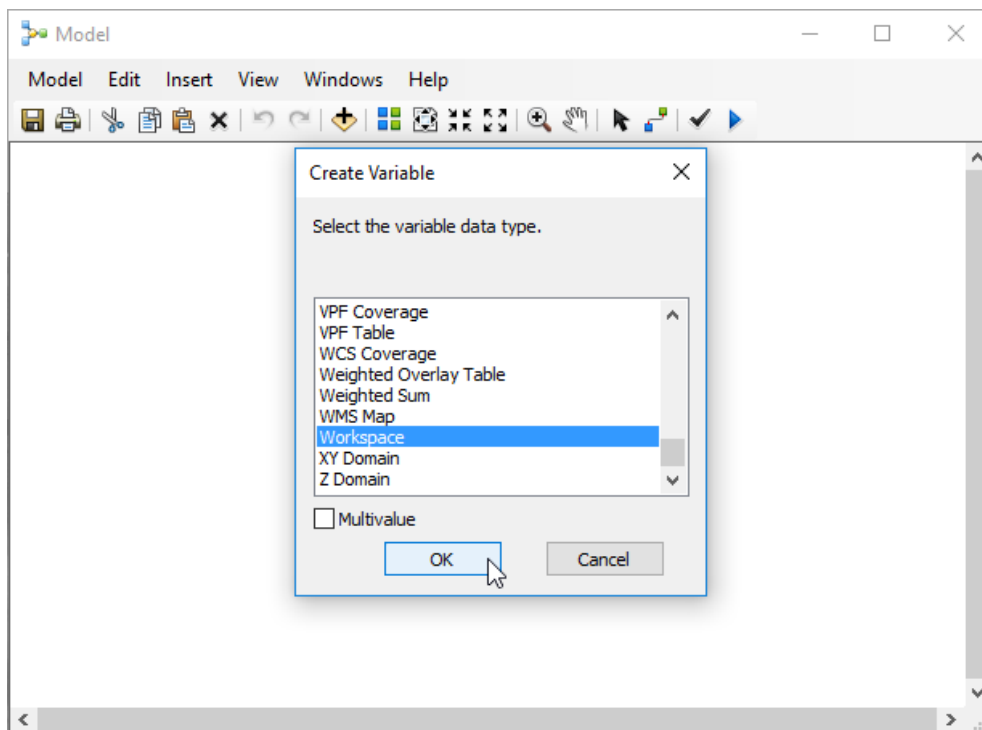 Model
Model Edit Insert View Windows Help
Create Variable
Select the variable data type.
VPF Coverage
VPF Table
WCS Coverage
Weighted Overlay Table
Weighted Sum
WMS Map
Workspace
XY Domain
Z Domain
Multivalue
OK Cancel